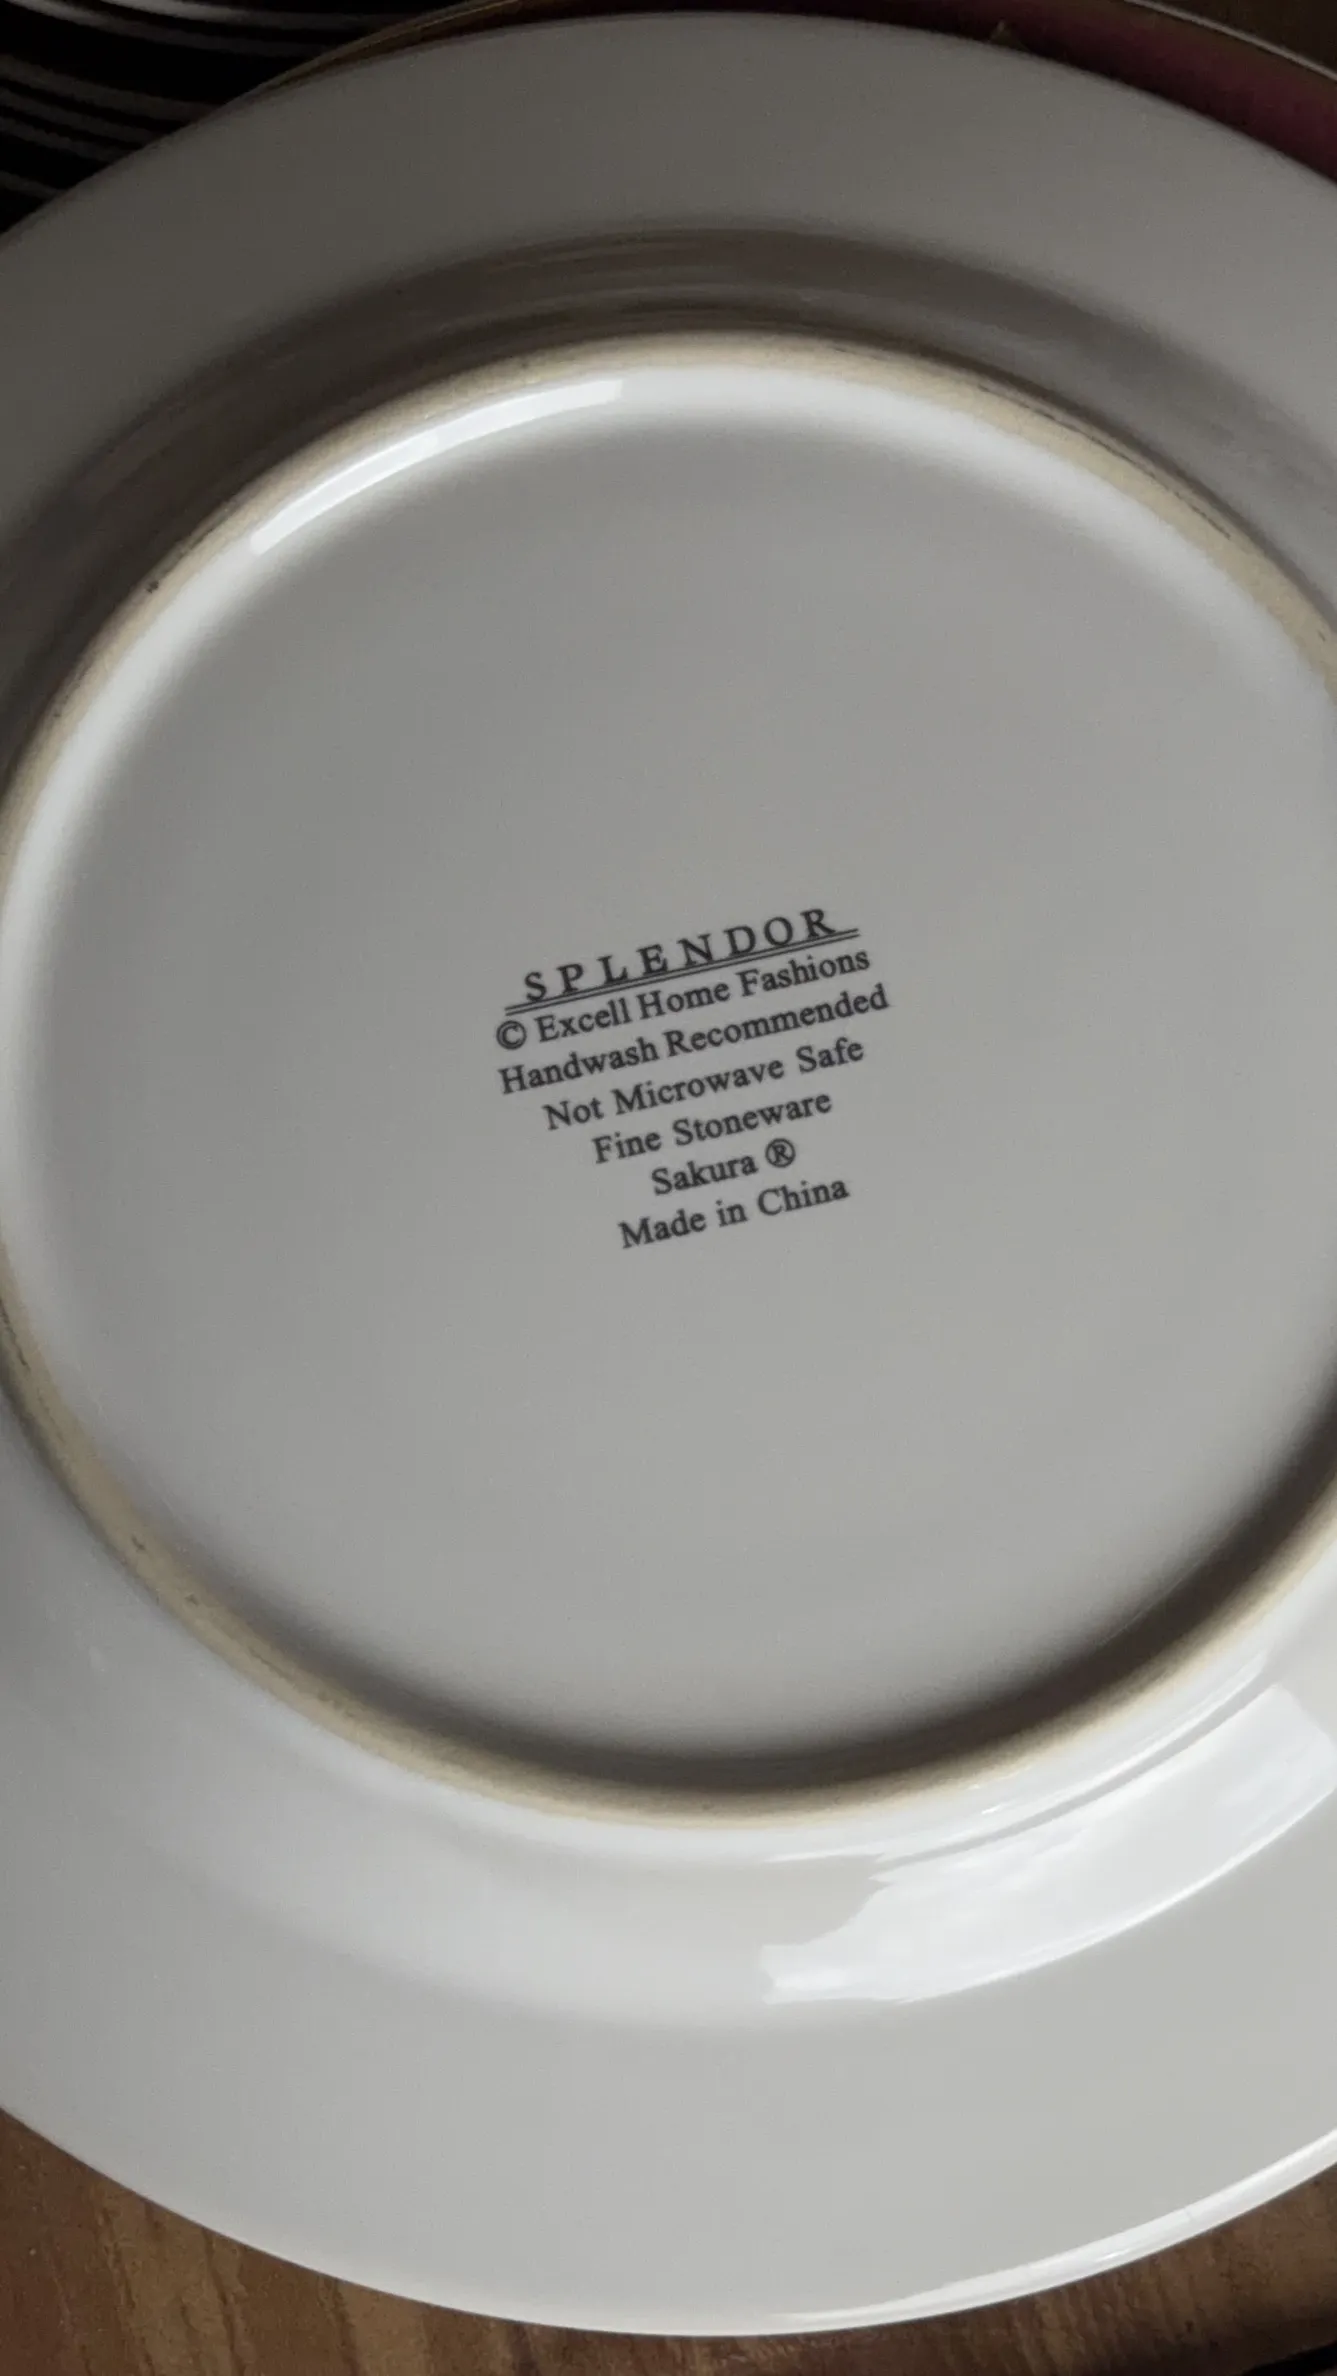 SPLENDOR
© Excell Home Fashions
Handwash Recommended
Not Microwave Safe
Fine Stoneware
Sakura ®
Made in China